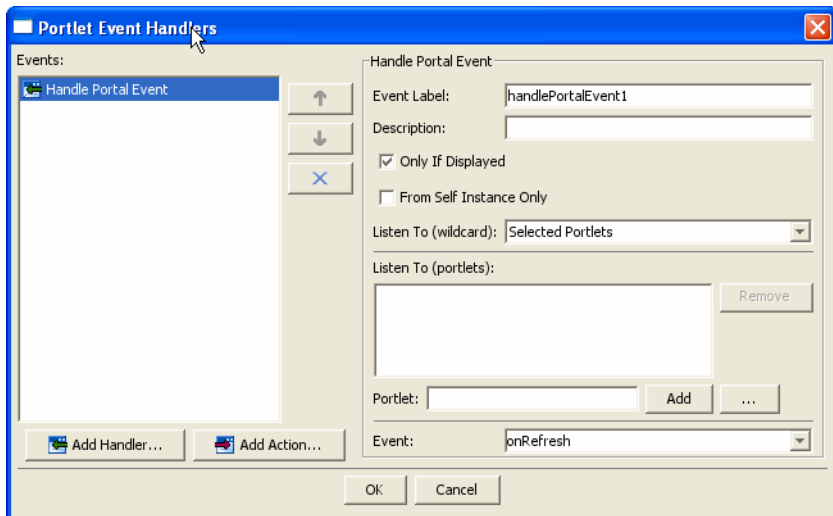 Portlet Event Handlers
Events:
Handle Portal Event
Handle Portal Event
Event Label: handlePortalEvent1
Description:
Only If Displayed
From Self Instance Only
Listen To (wildcard): Selected Portlets
Listen To (portlets):
Remove
Portlet: Add ...
Event: onRefresh
Add Handler... Add Action...
OK Cancel